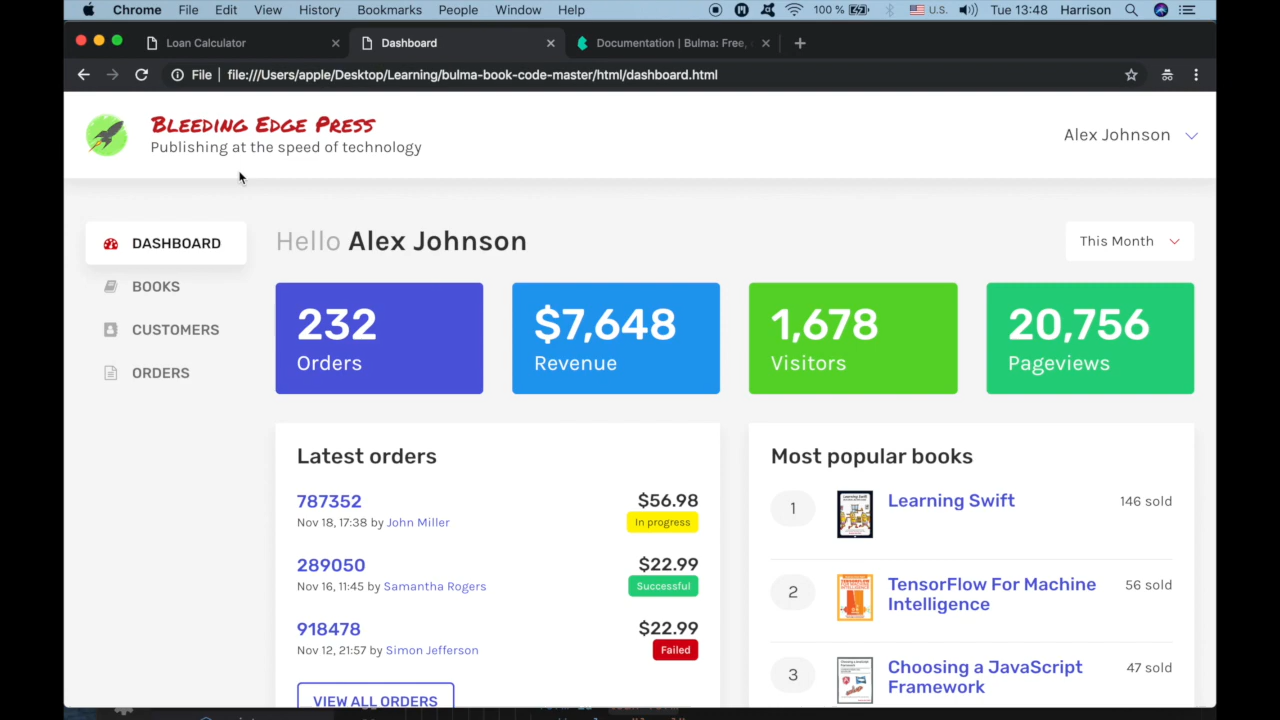 Chrome File Edit View History Bookmarks People Window Help 100 % U.S. Tue 13:48 Harrison
Loan Calculator Dashboard Documentation | Bulma: Free,
File file:///Users/apple/Desktop/Learning/bulma-book-code-master/html/dashboard.html
Bleeding Edge Press
Publishing at the speed of technology
Alex Johnson
DASHBOARD
BOOKS
CUSTOMERS
ORDERS
Hello Alex Johnson
This Month
232
Orders
$7,648
Revenue
1,678
Visitors
20,756
Pageviews
Latest orders
787352 $56.98
Nov 18, 17:38 by John Miller In progress
289050 $22.99
Nov 16, 11:45 by Samantha Rogers Successful
918478 $22.99
Nov 12, 21:57 by Simon Jefferson Failed
VIEW ALL ORDERS
Most popular books
1 Learning Swift 146 sold
2 TensorFlow For Machine 56 sold
Intelligence
3 Choosing a JavaScript 47 sold
Framework